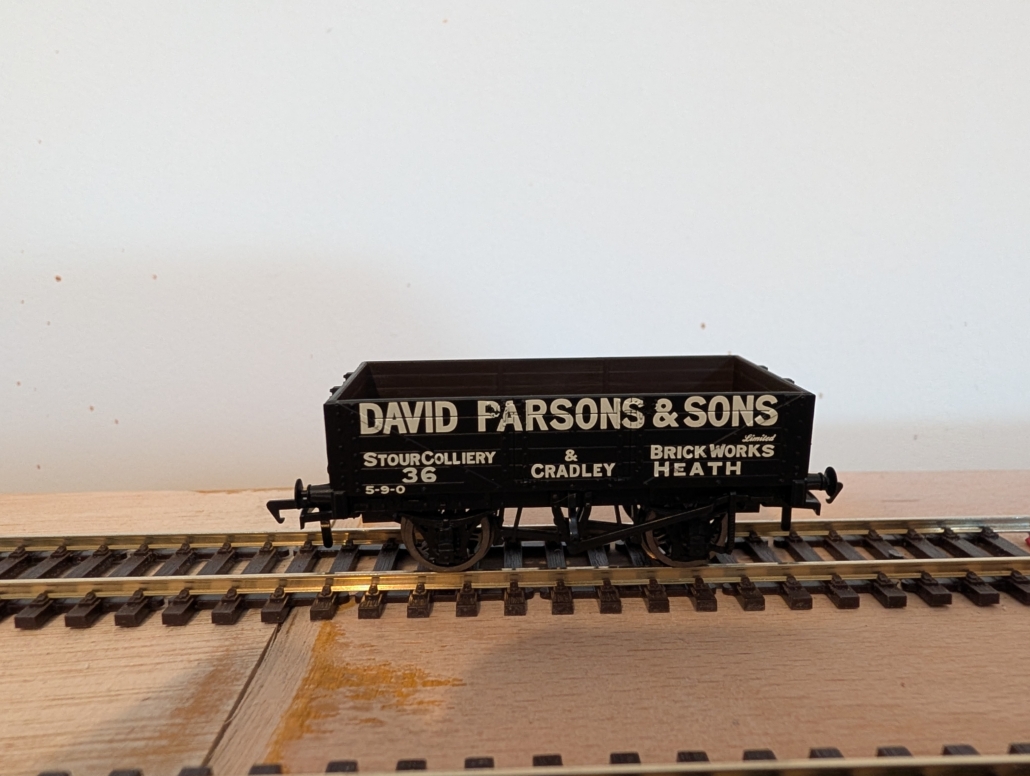 DAVID PARSONS & SONS
Limited
STOUR COLLIERY & BRICK WORKS
36 CRADLEY HEATH
5-9-0